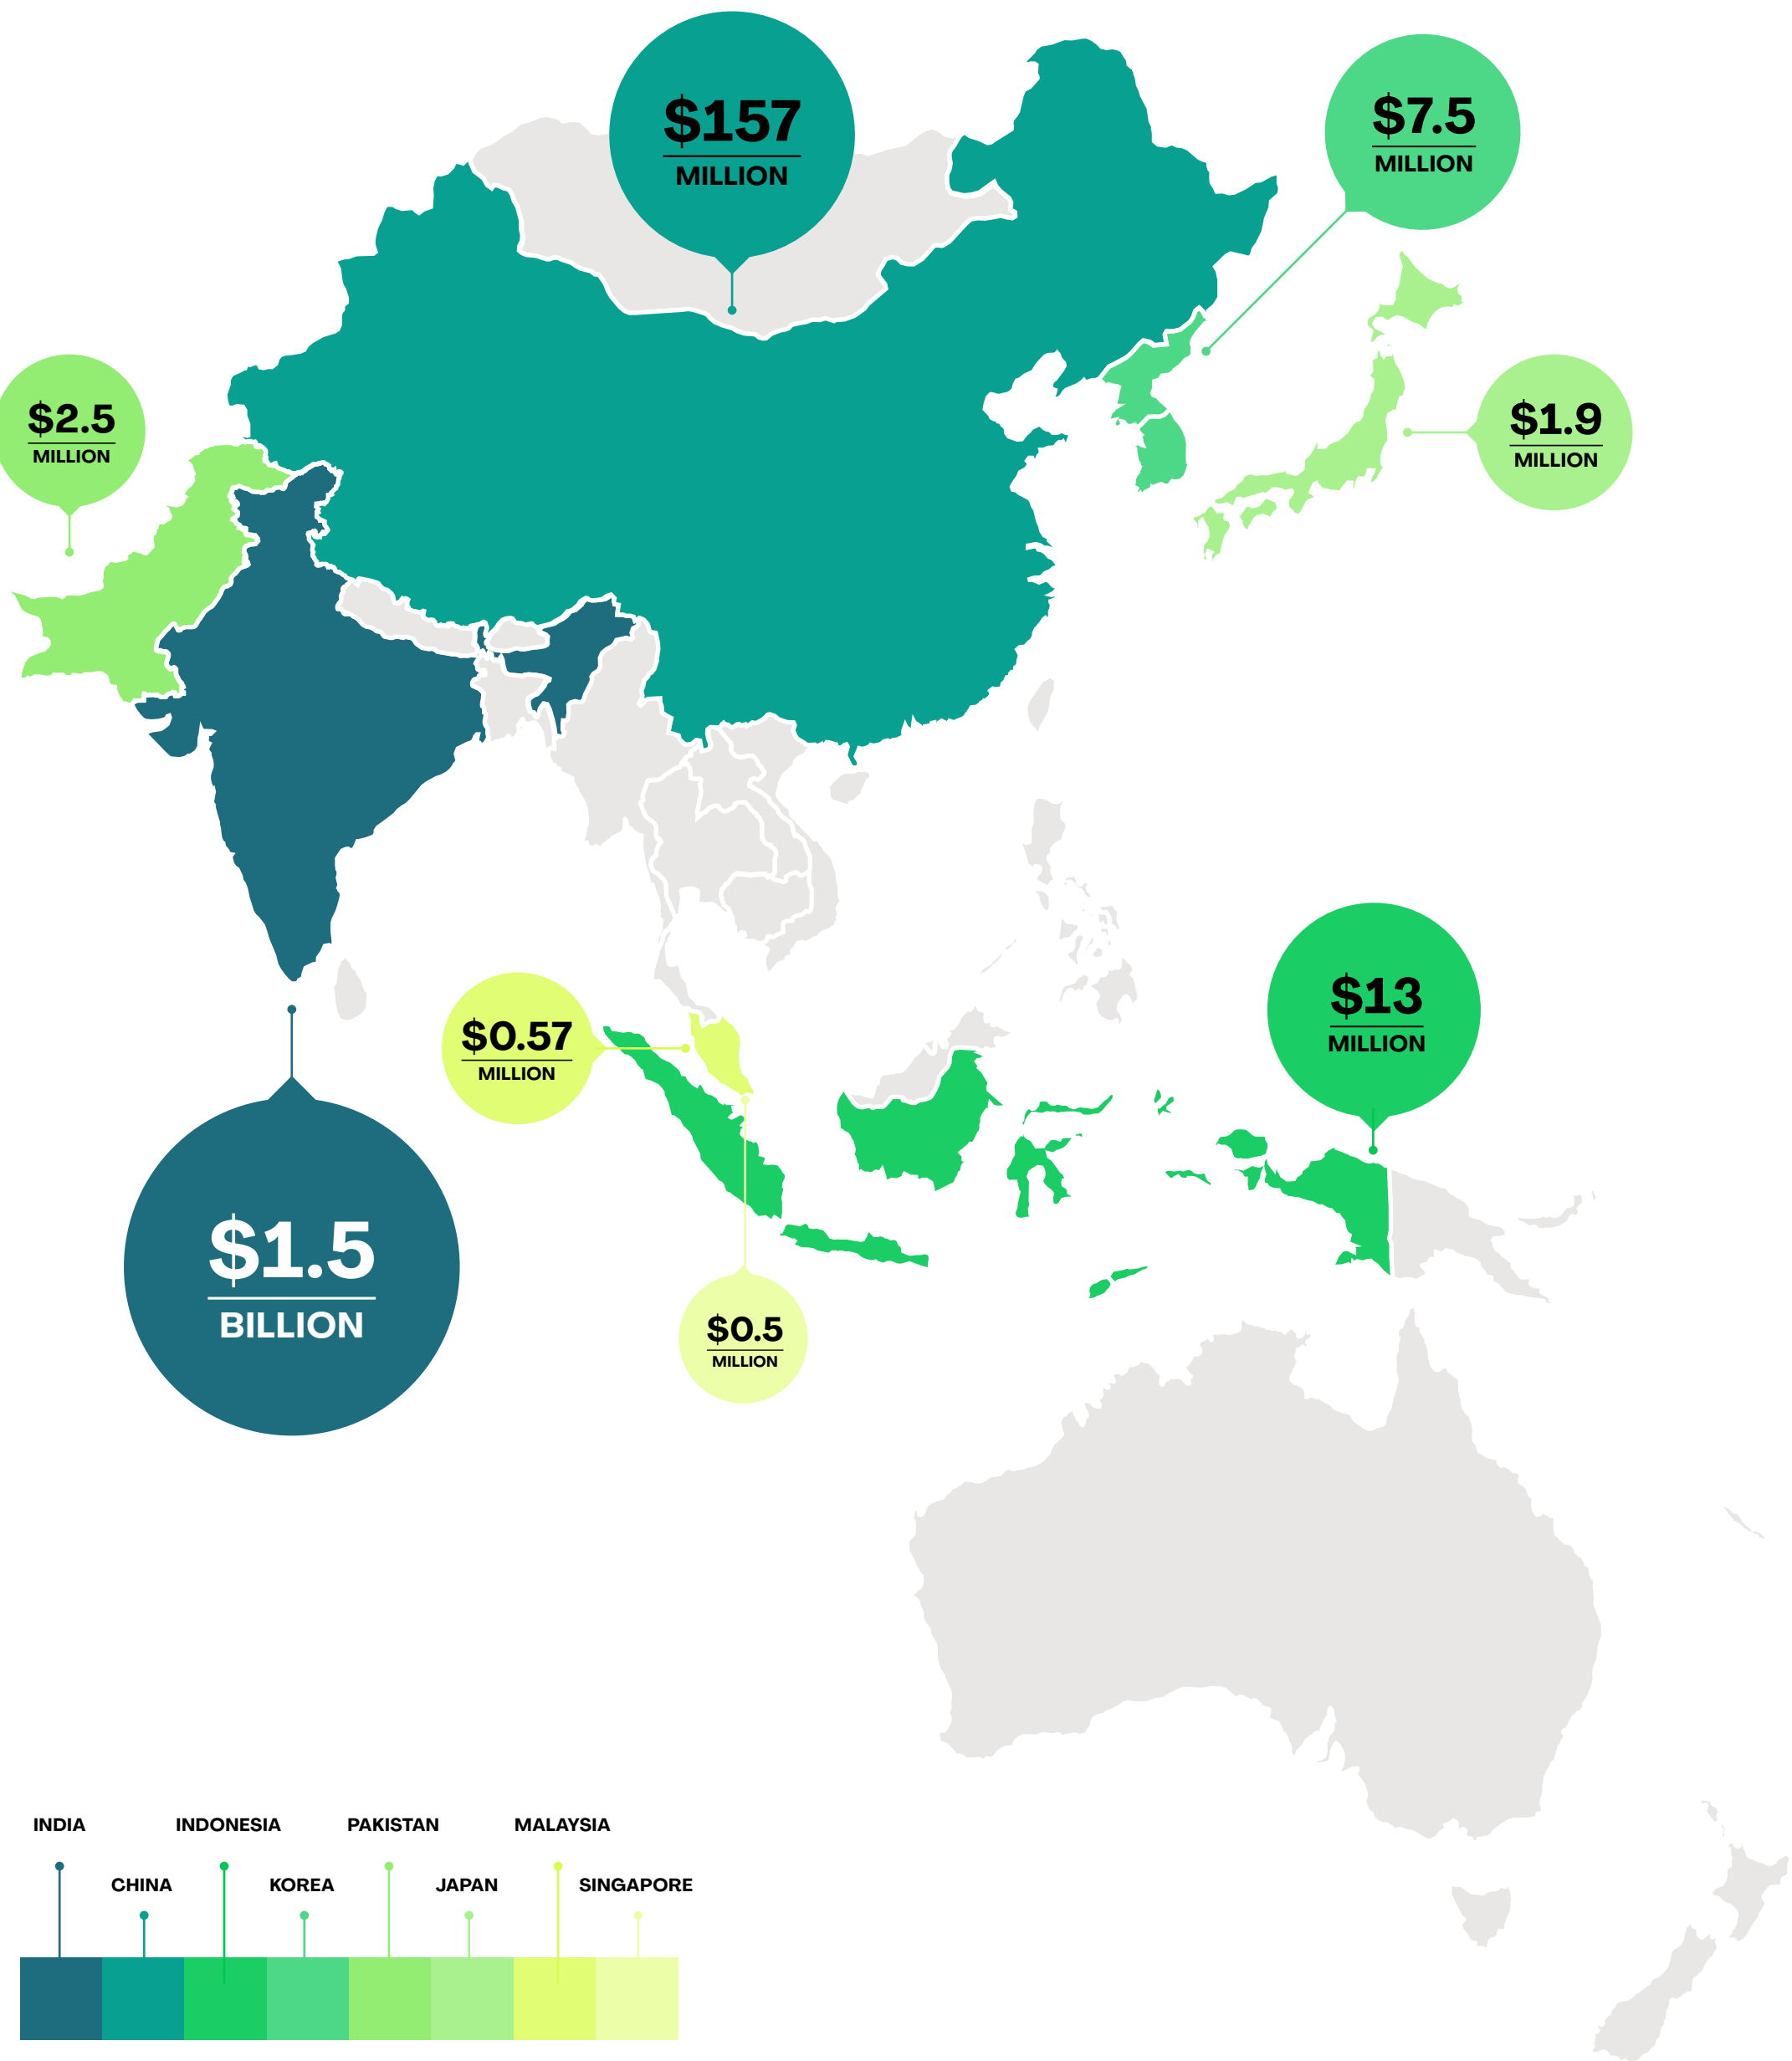 $157
MILLION
$7.5
MILLION
$2.5
MILLION
$1.9
MILLION
$13
MILLION
$0.57
MILLION
$1.5
BILLION
$0.5
MILLION
INDIA
INDONESIA
PAKISTAN
MALAYSIA
CHINA
KOREA
JAPAN
SINGAPORE